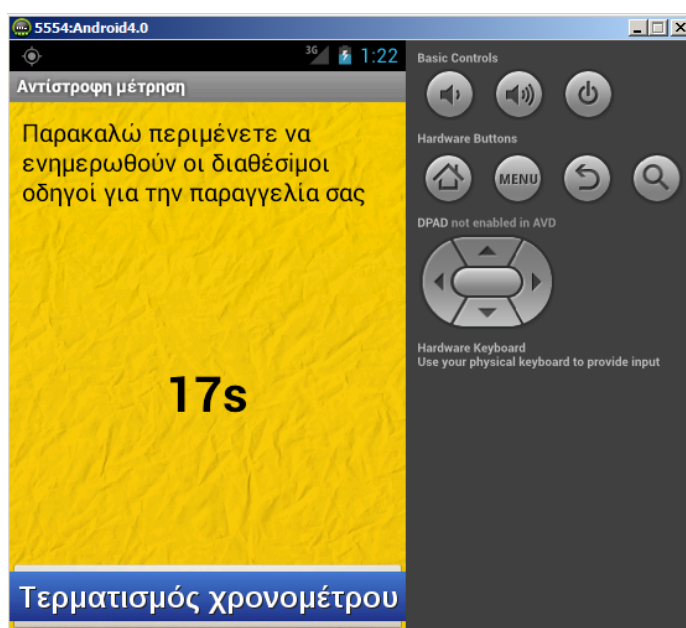 5554:Android4.0
3G 1:22
Αντίστροφη μέτρηση
Παρακαλώ περιμένετε να
ενημερωθούν οι διαθέσιμοι
οδηγοί για την παραγγελία σας
17s
Τερματισμός χρονομέτρου
Basic Controls
Hardware Buttons
MENU
DPAD not enabled in AVD
Hardware Keyboard
Use your physical keyboard to provide input